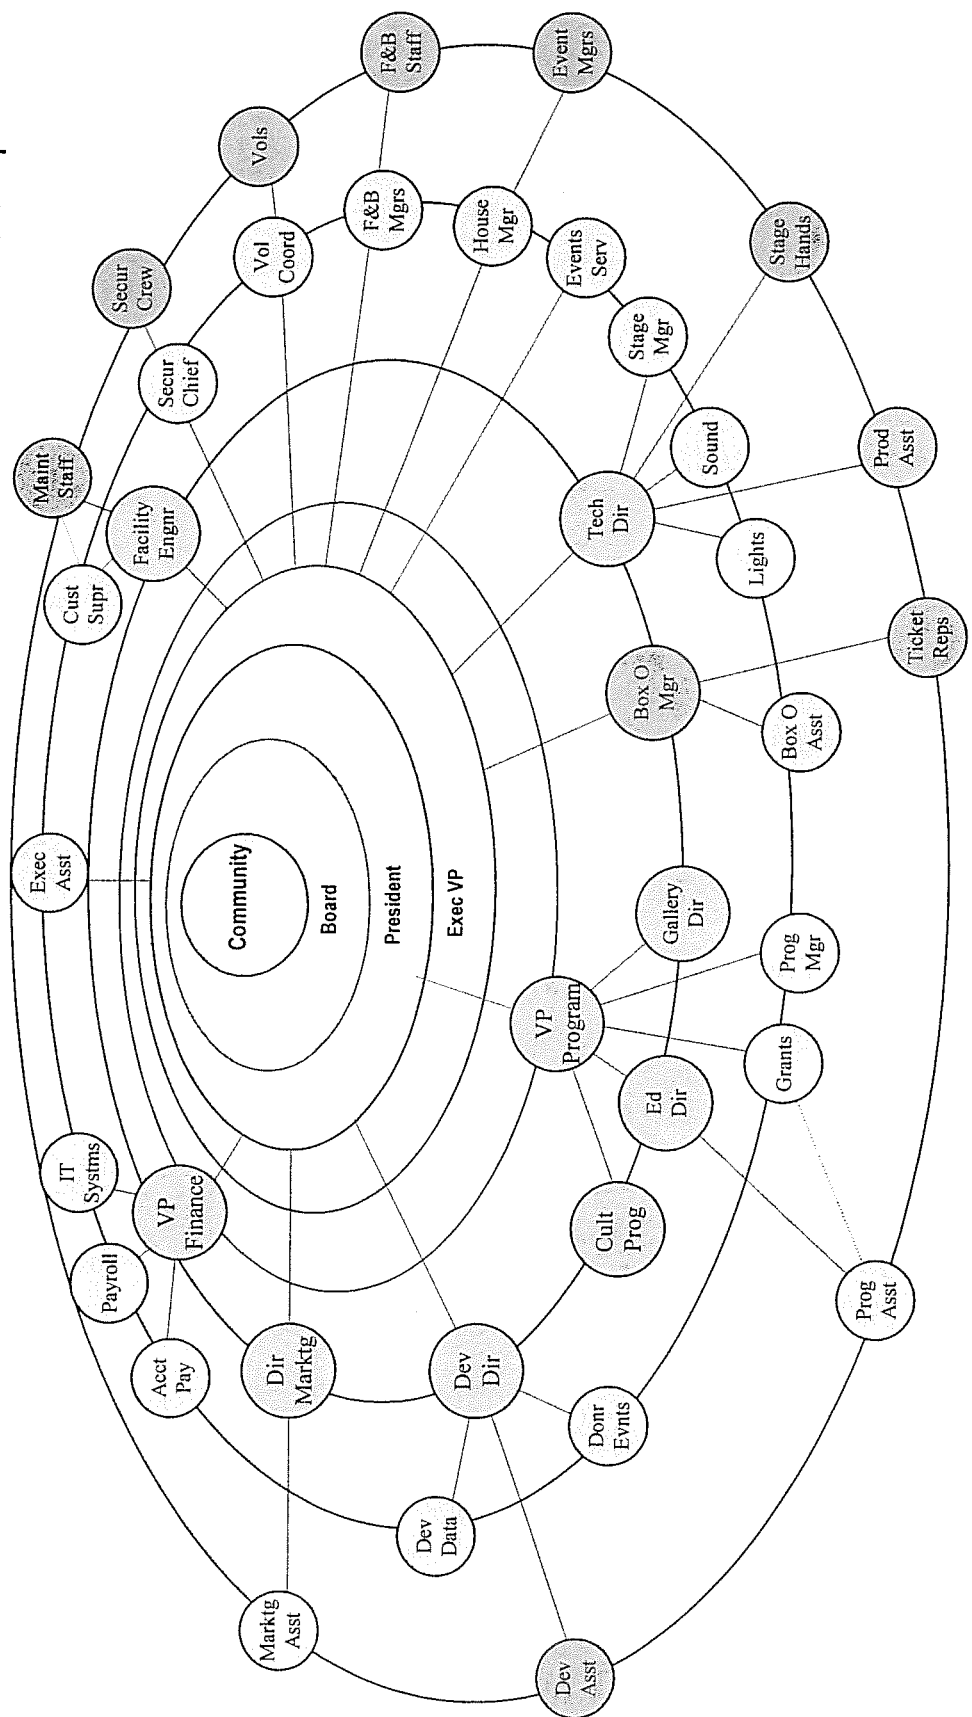 Exec
Asst
Maint
Staff
IT
Systms
Cust
Supr
Payroll
Facility
Engnr
Secur
Crew
Acct
Pay
VP
Finance
Secur
Chief
Community
Vol
Coord
Vols
Marktg
Asst
Dir
Marktg
Board
F&B
Mgrs
F&B
Staff
President
Dev
Data
Dev
Dir
Exec VP
House
Mgr
Event
Mgrs
Dev
Asst
VP
Program
Events
Serv
Donr
Evnts
Cult
Prog
Tech
Dir
Stage
Mgr
Ed
Dir
Gallery
Dir
Box O
Mgr
Sound
Grants
Prog
Mgr
Box O
Asst
Lights
Stage
Hands
Prog
Asst
Prod
Asst
Ticket
Reps